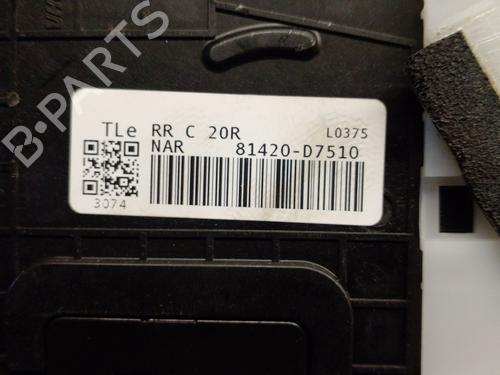 TLe RR C 20R L0375
NAR 81420-D7510
3074
B-PARTS